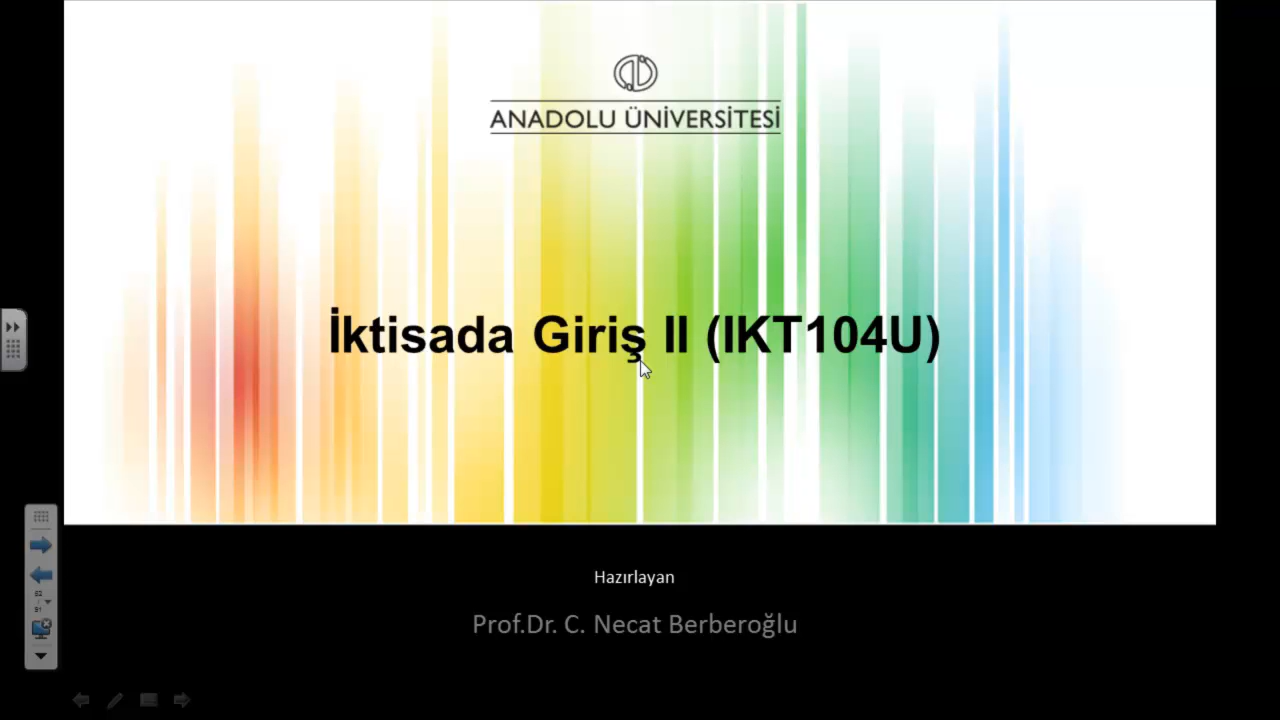 ANADOLU ÜNİVERSİTESİ
İktisada Giriş II (IKT104U)
Hazırlayan
Prof.Dr. C. Necat Berberoğlu